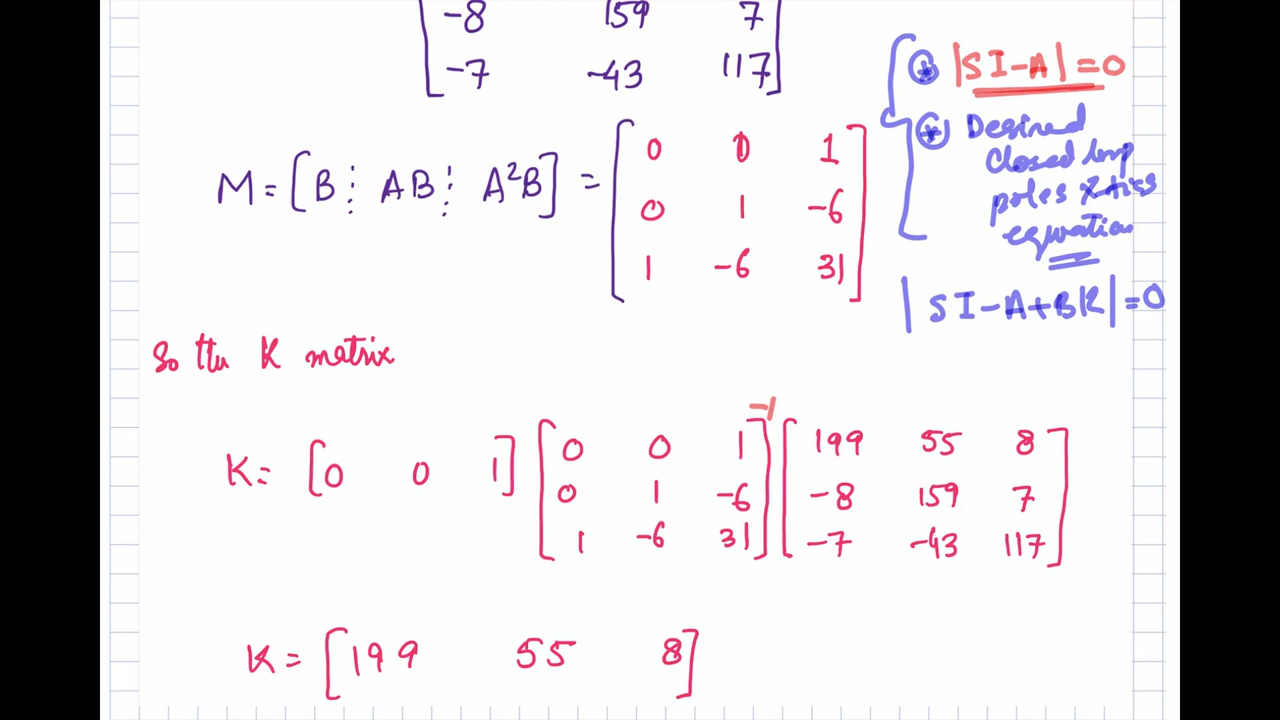 -8 159 7
-7 -43 117
|SI-A|=0
Desired
closed loop
poles x-tics
equation
|SI-A+BK|=0
M=[B ⋮ AB ⋮ A²B] = [0 0 1
0 1 -6
1 -6 31]
So the K matrix
K= [0 0 1] [0 0 1
0 1 -6
1 -6 31]⁻¹ [199 55 8
-8 159 7
-7 -43 117]
K = [199 55 8]